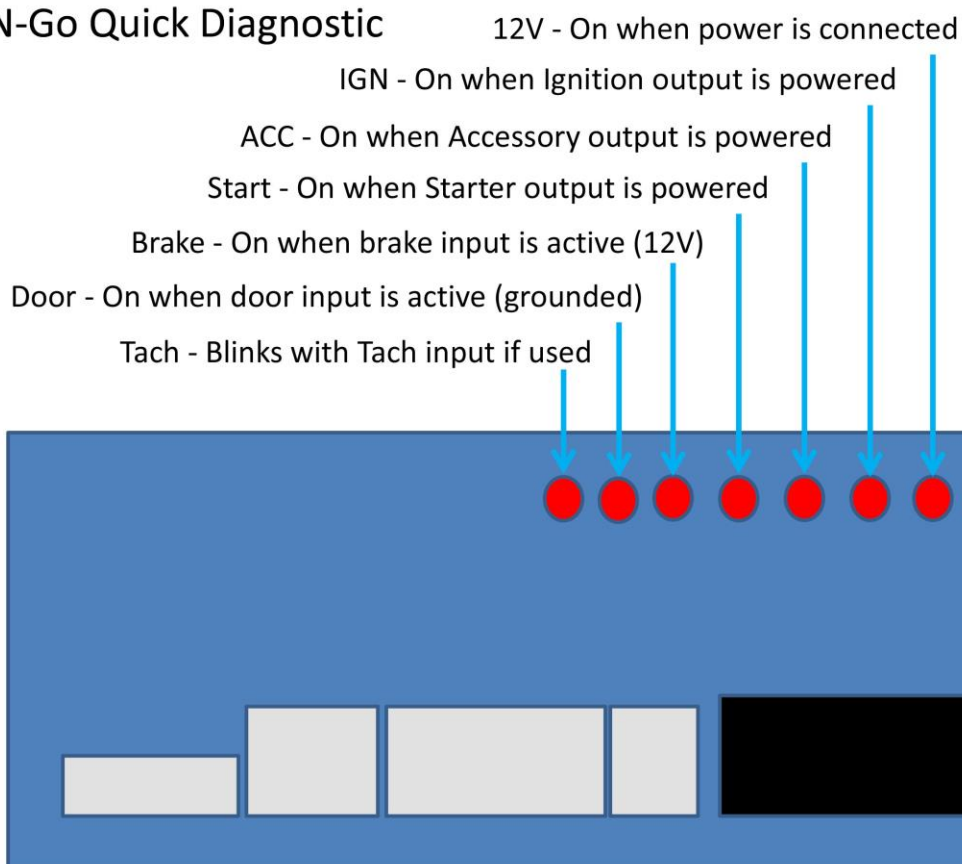 N-Go Quick Diagnostic
12V - On when power is connected
IGN - On when Ignition output is powered
ACC - On when Accessory output is powered
Start - On when Starter output is powered
Brake - On when brake input is active (12V)
Door - On when door input is active (grounded)
Tach - Blinks with Tach input if used